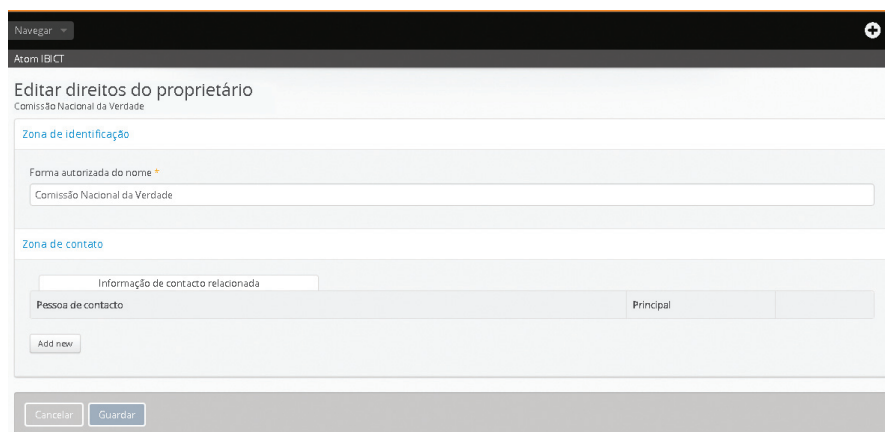 Navegar
Atom IBICT
Editar direitos do proprietário
Comissão Nacional da Verdade
Zona de identificação
Forma autorizada do nome *
Comissão Nacional da Verdade
Zona de contato
Informação de contacto relacionada
Pessoa de contacto Principal
Add new
Cancelar Guardar